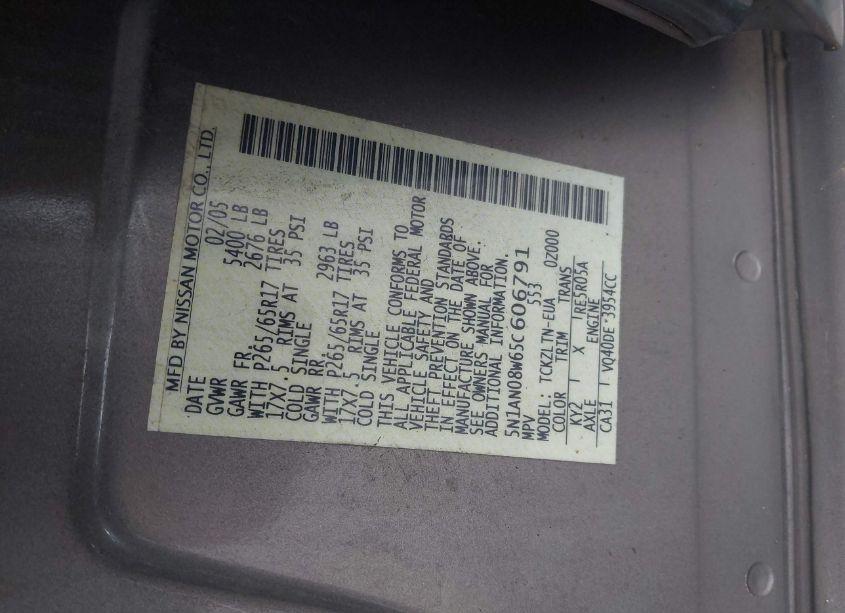 MFD BY NISSAN MOTOR CO., LTD.
DATE 02/05
GVWR 5400 LB
GAWR FR. 2676 LB
WITH P265/65R17 TIRES
17X7.5 RIMS AT 35 PSI
COLD SINGLE
GAWR RR. 2963 LB
WITH P265/65R17 TIRES
17X7.5 RIMS AT 35 PSI
COLD SINGLE
THIS VEHICLE CONFORMS TO
ALL APPLICABLE FEDERAL MOTOR
VEHICLE SAFETY AND
THEFT PREVENTION STANDARDS
IN EFFECT ON THE DATE OF
MANUFACTURE SHOWN ABOVE.
SEE OWNERS MANUAL FOR
ADDITIONAL INFORMATION.
5N1AN08W65C606791
MPV 553 02000
MODEL: TCKZLTN-EUA
COLOR TRIM TRANS
KY2 X RE5R05A
AXLE ENGINE
CA31 VQ40DE 3954CC